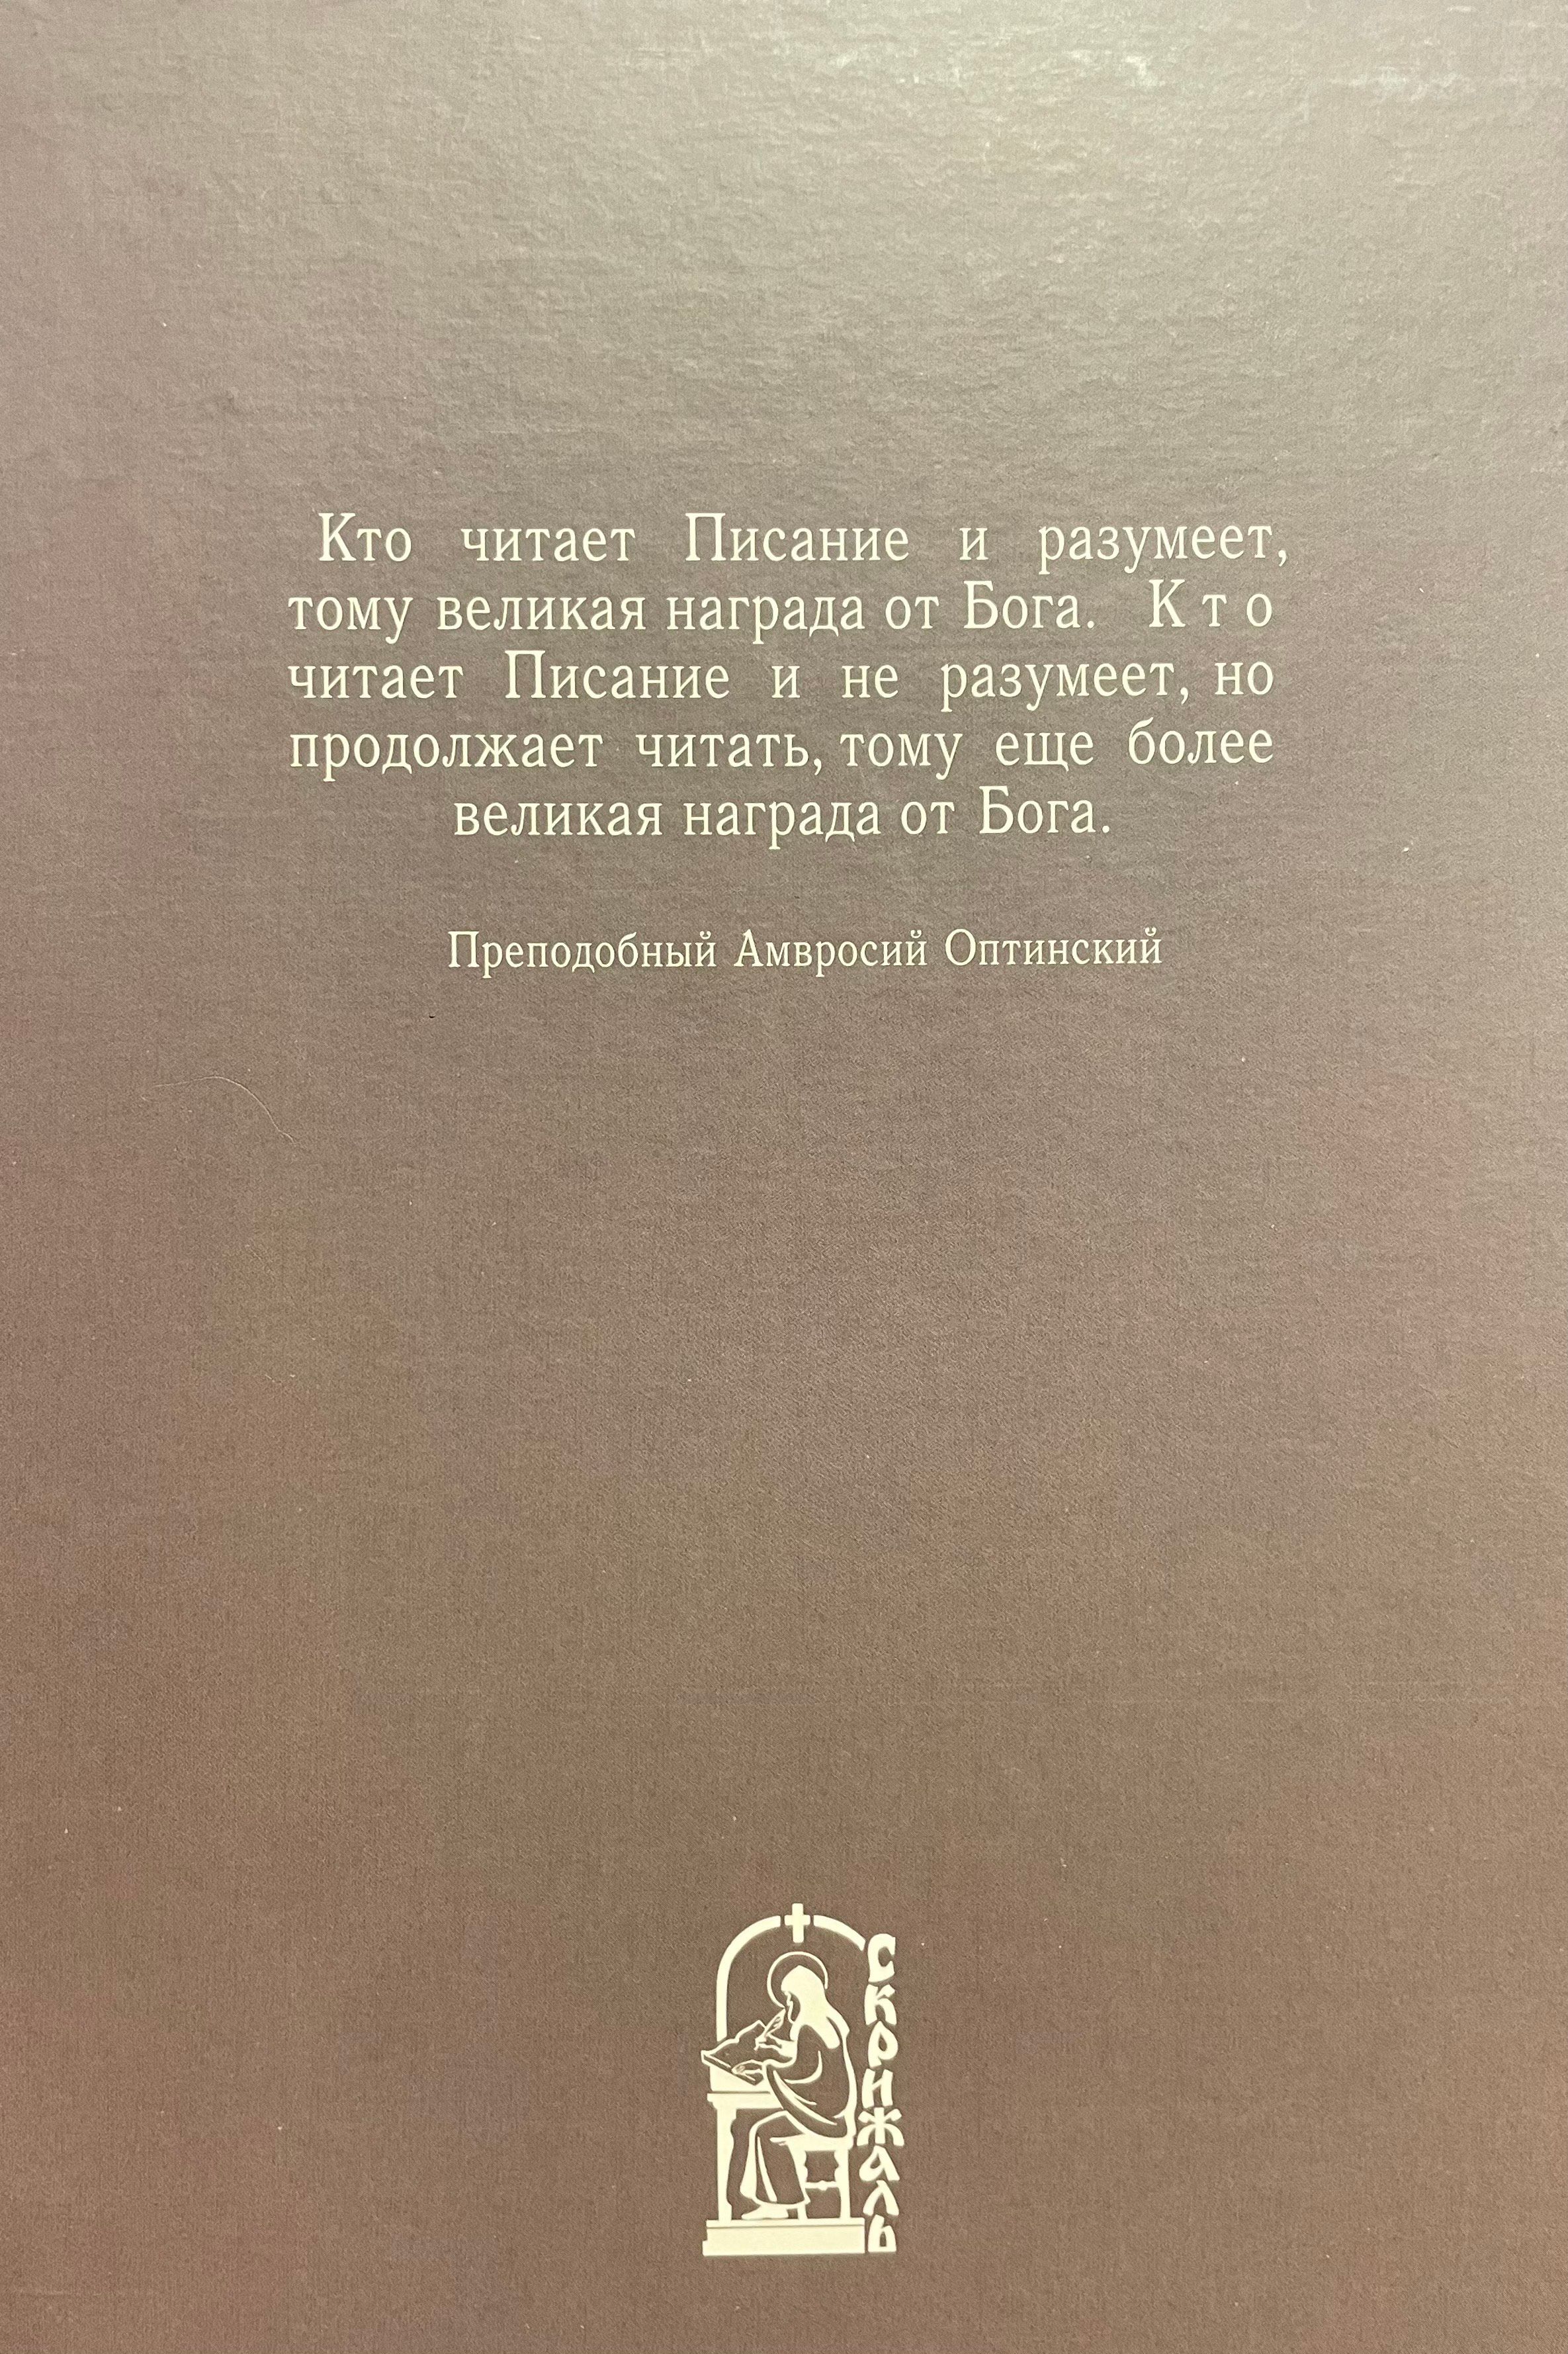 Кто читает Писание и разумеет,
тому великая награда от Бога. К т о
читает Писание и не разумеет, но
продолжает читать, тому еще более
великая награда от Бога.
Преподобный Амвросий Оптинский
СКРИЖАЛЬ